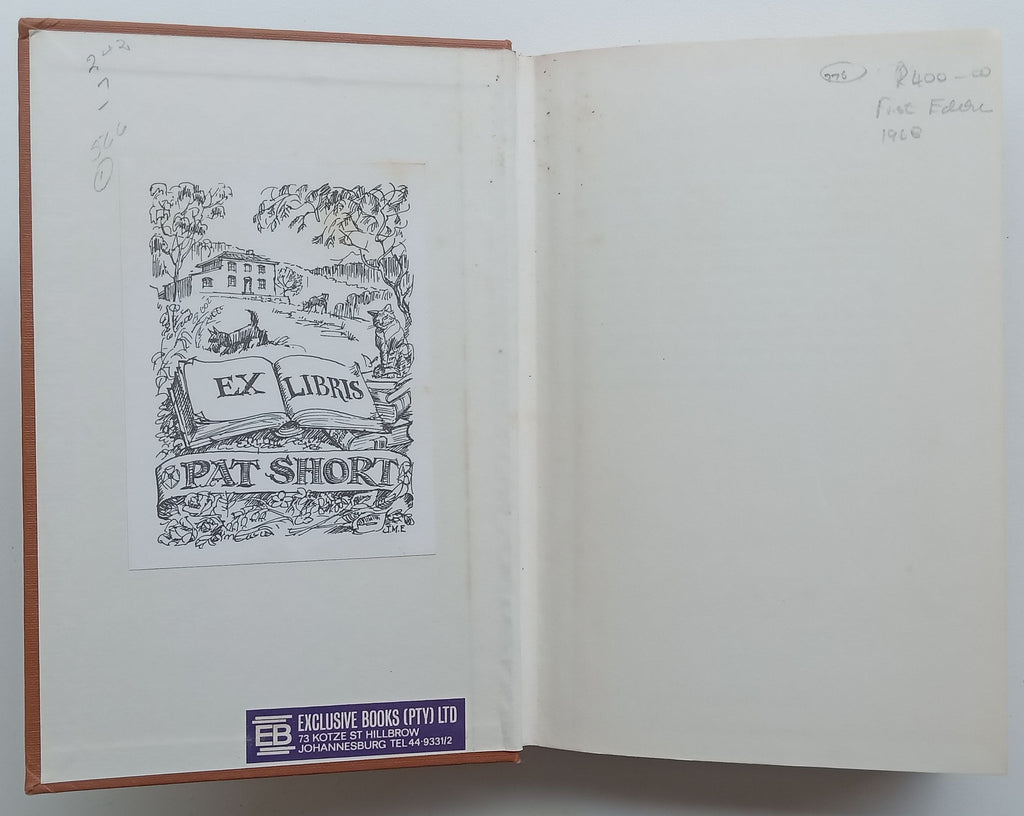 EX LIBRIS
PAT SHORT
J.M.E
EB
EXCLUSIVE BOOKS (PTY) LTD
73 KOTZE ST HILLBROW
JOHANNESBURG TEL 44·9331/2
R400-00
First
1968